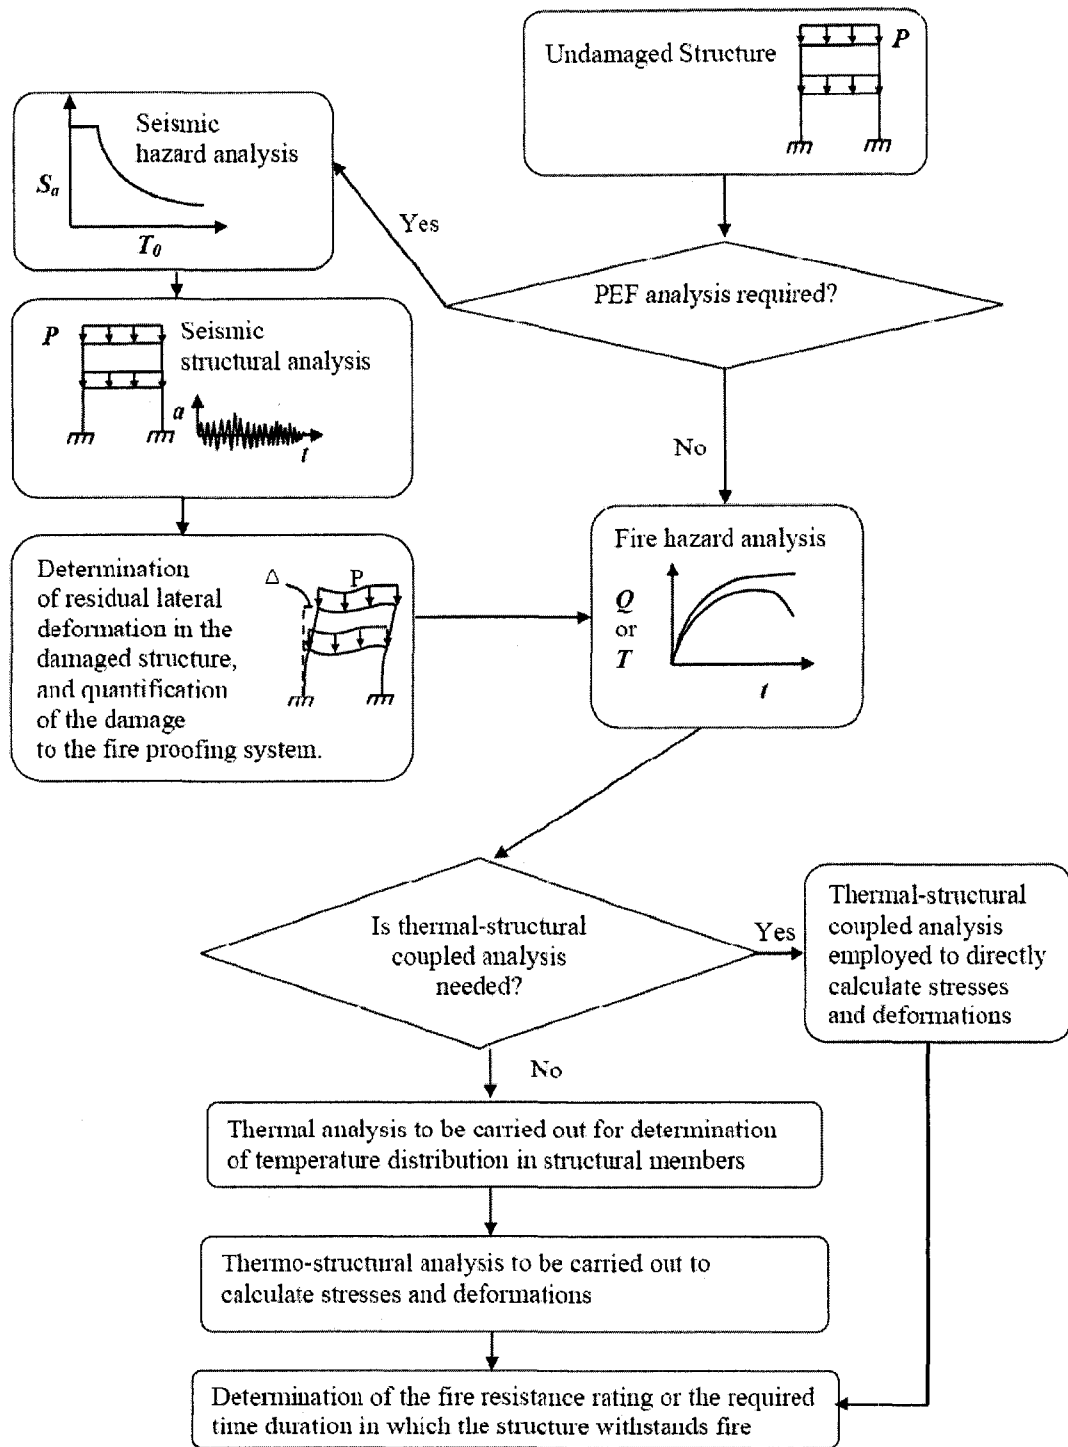 Undamaged Structure
P
Seismic
hazard analysis
Sa
T0
Yes
PEF analysis required?
P
Seismic
structural analysis
a
t
No
Determination
of residual lateral
deformation in the
damaged structure,
and quantification
of the damage
to the fire proofing system.
Δ
P
Fire hazard analysis
Q
or
T
t
Is thermal-structural
coupled analysis
needed?
Yes
Thermal-structural
coupled analysis
employed to directly
calculate stresses
and deformations
No
Thermal analysis to be carried out for determination
of temperature distribution in structural members
Thermo-structural analysis to be carried out to
calculate stresses and deformations
Determination of the fire resistance rating or the required
time duration in which the structure withstands fire